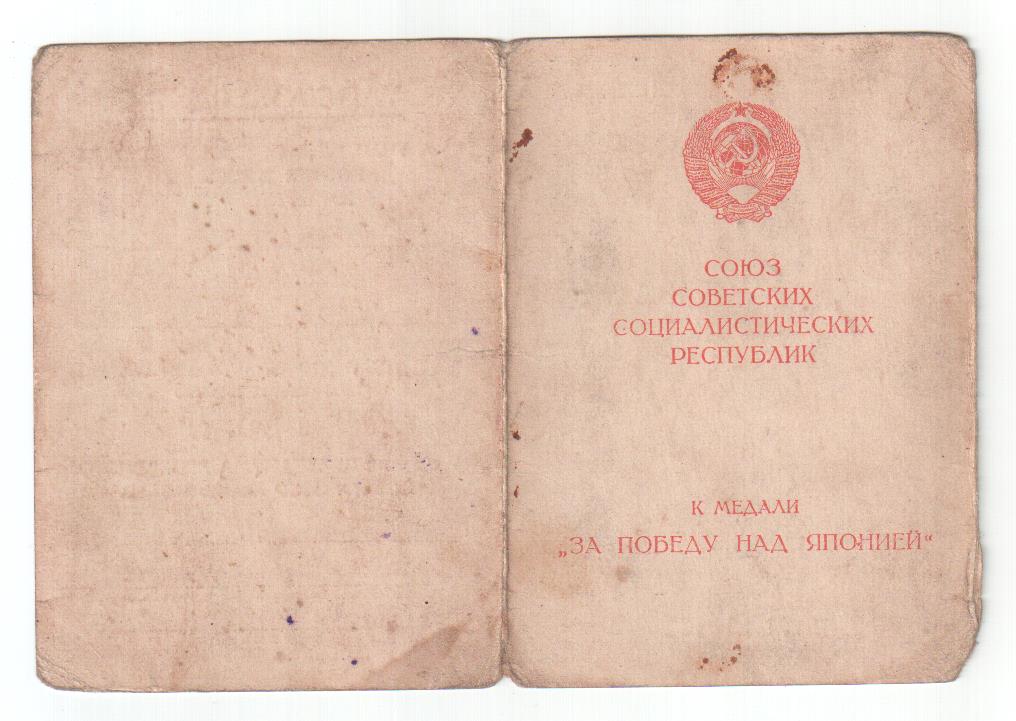 СОЮЗ
СОВЕТСКИХ
СОЦИАЛИСТИЧЕСКИХ
РЕСПУБЛИК
К МЕДАЛИ
„ЗА ПОБЕДУ НАД ЯПОНИЕЙ“